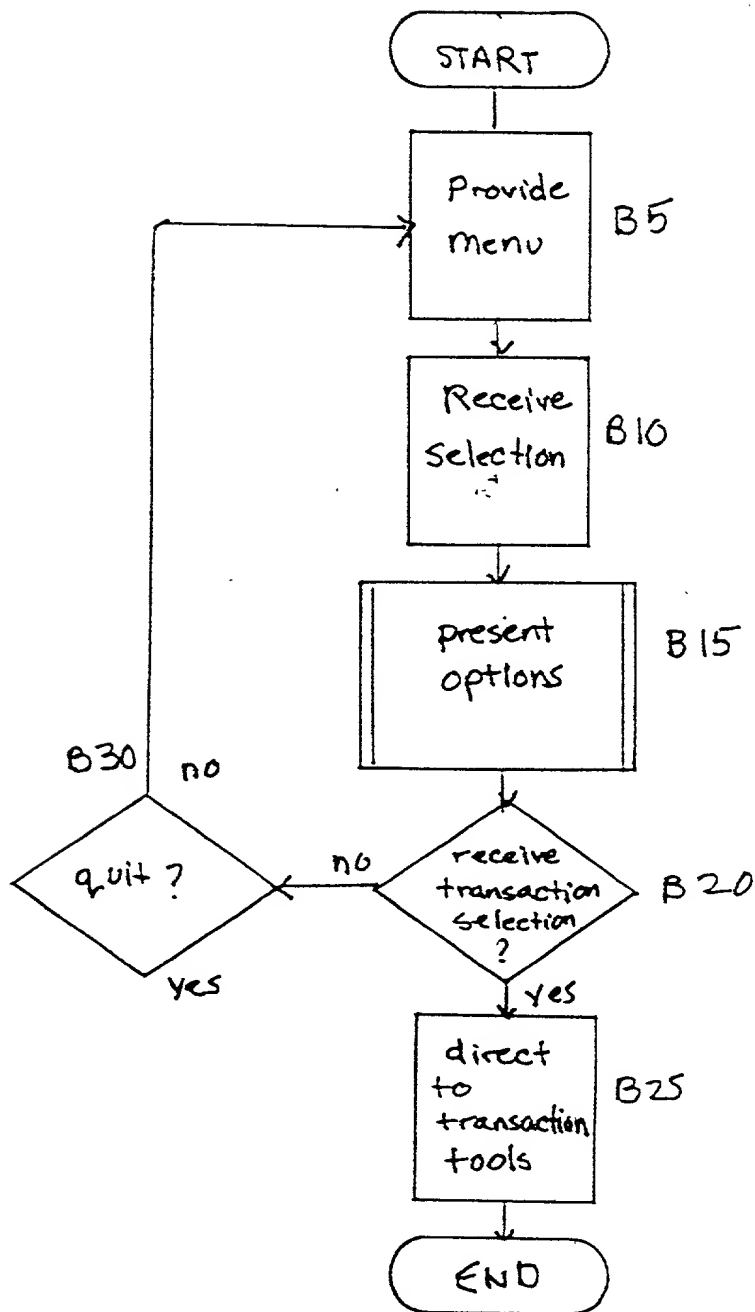 START
Provide
menu
B5
Receive
selection
B10
present
options
B15
B30
no
quit ?
yes
no
receive
transaction
selection
?
B20
yes
direct
to
transaction
tools
B25
END